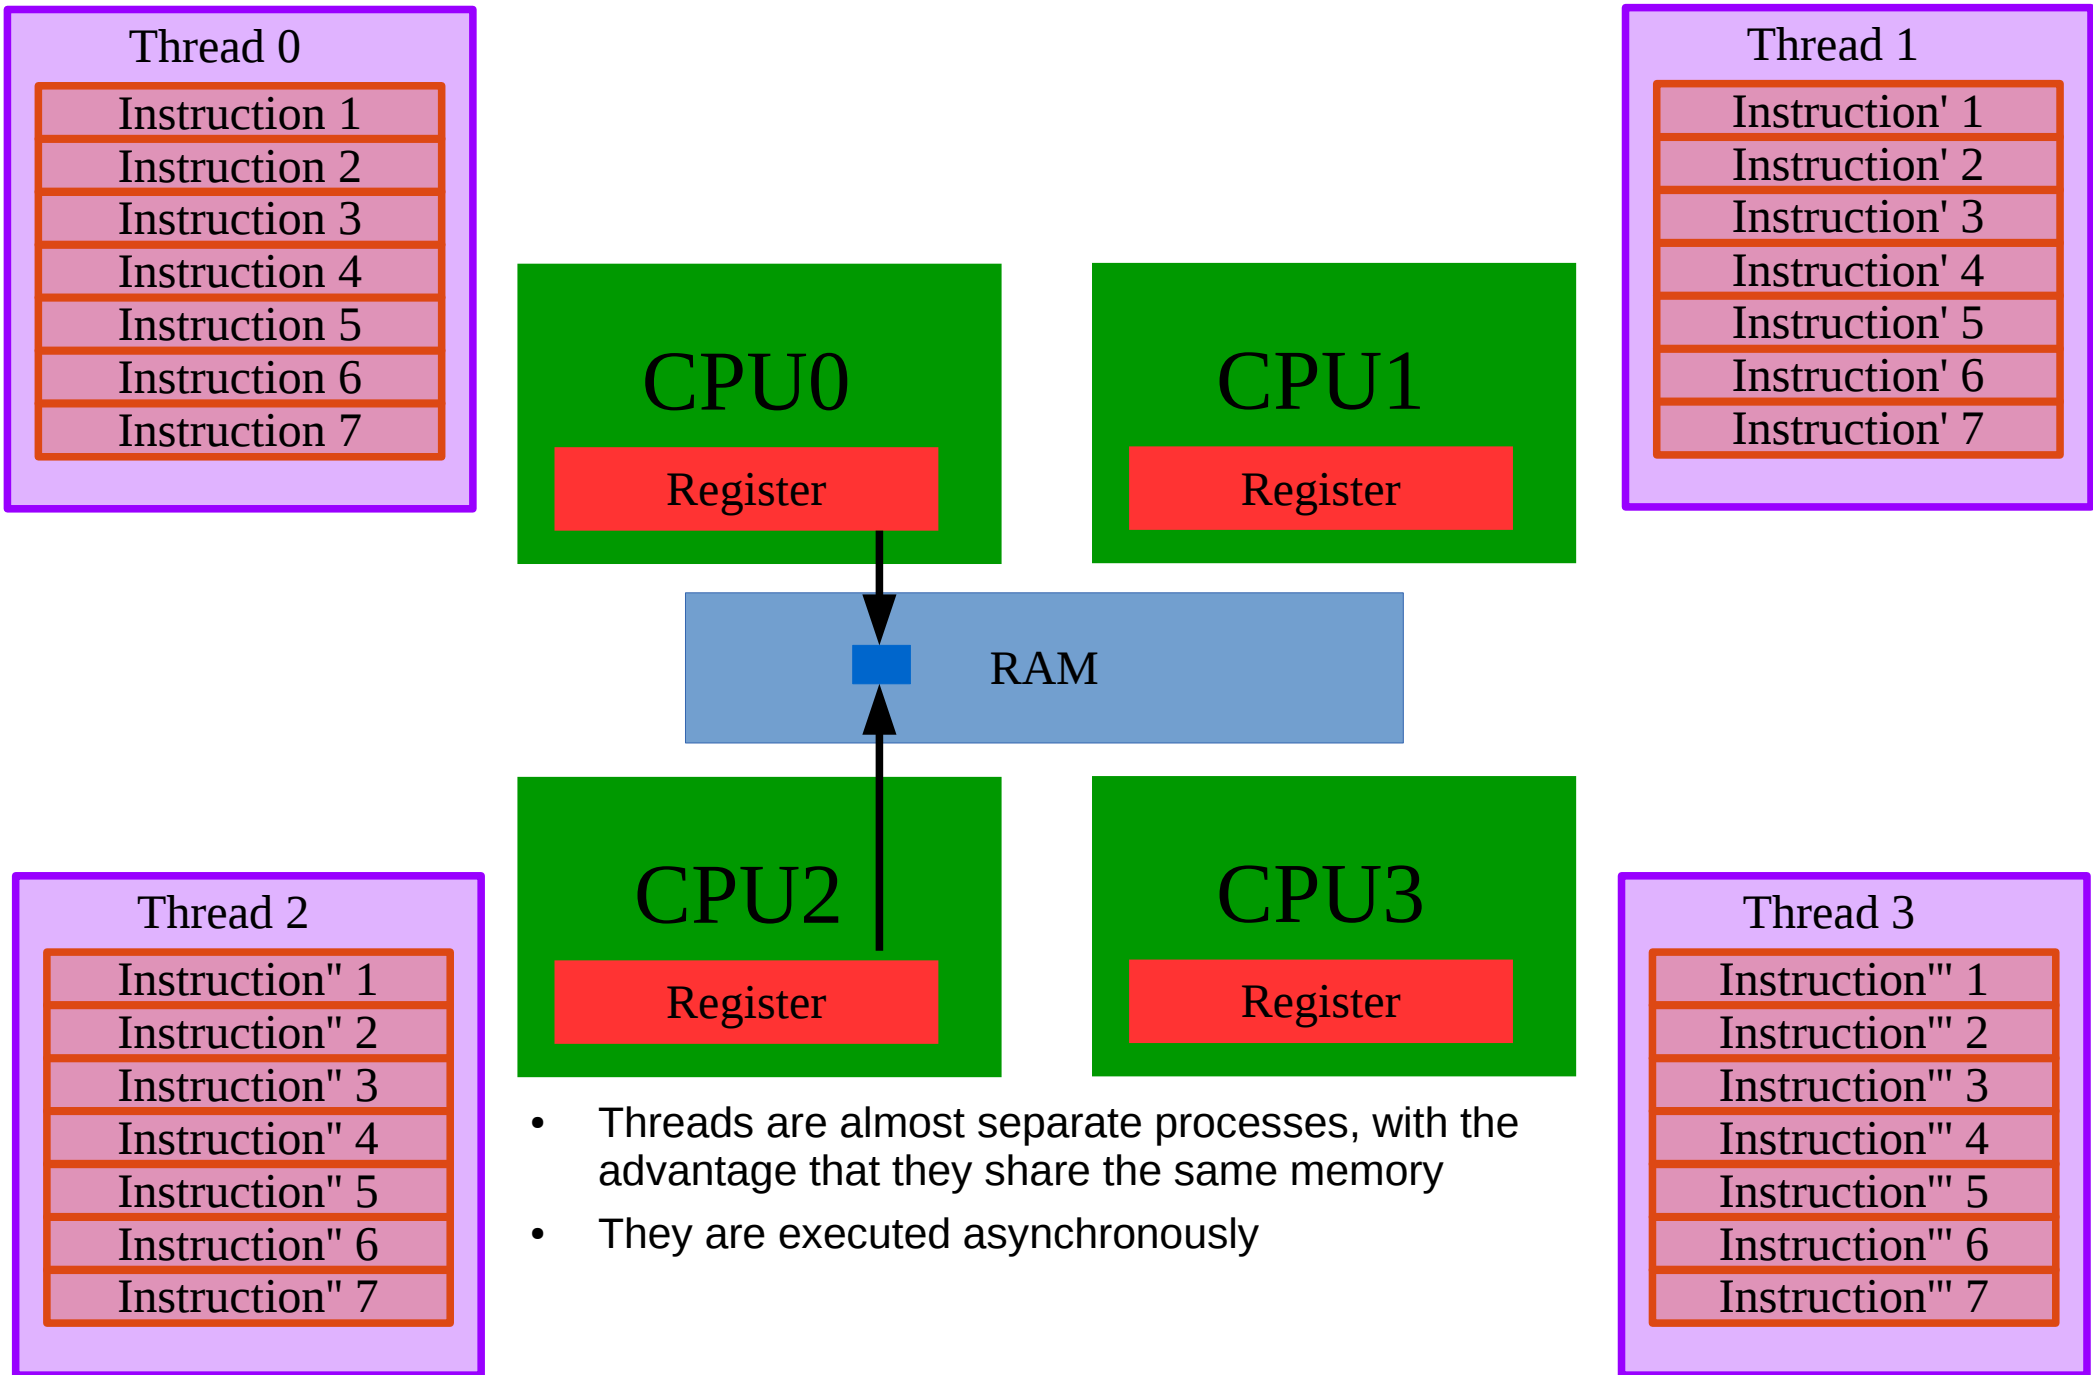 Thread 0
Instruction 1
Instruction 2
Instruction 3
Instruction 4
Instruction 5
Instruction 6
Instruction 7
Thread 1
Instruction' 1
Instruction' 2
Instruction' 3
Instruction' 4
Instruction' 5
Instruction' 6
Instruction' 7
CPU0
Register
CPU1
Register
RAM
CPU2
Register
CPU3
Register
Thread 2
Instruction'' 1
Instruction'' 2
Instruction'' 3
Instruction'' 4
Instruction'' 5
Instruction'' 6
Instruction'' 7
Thread 3
Instruction''' 1
Instruction''' 2
Instruction''' 3
Instruction''' 4
Instruction''' 5
Instruction''' 6
Instruction''' 7
• Threads are almost separate processes, with the
advantage that they share the same memory
• They are executed asynchronously